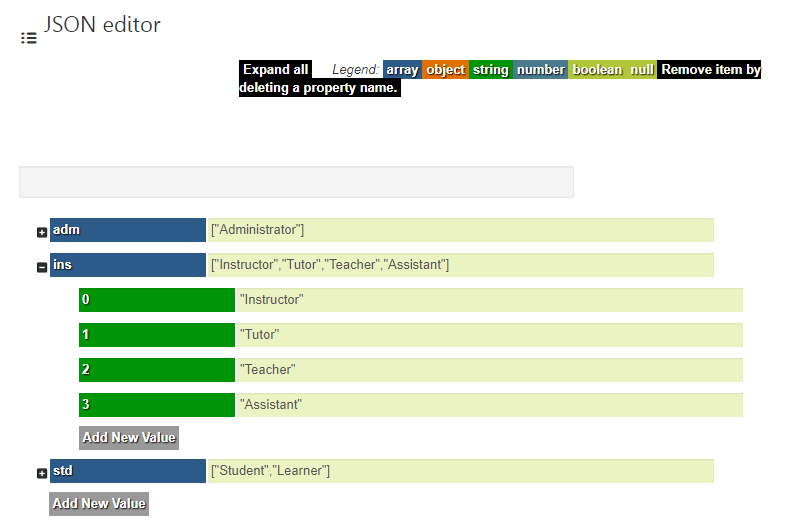 JSON editor
Expand all Legend: array object string number boolean null Remove item by
deleting a property name.
adm ["Administrator"]
ins ["Instructor","Tutor","Teacher","Assistant"]
0 "Instructor"
1 "Tutor"
2 "Teacher"
3 "Assistant"
Add New Value
std ["Student","Learner"]
Add New Value